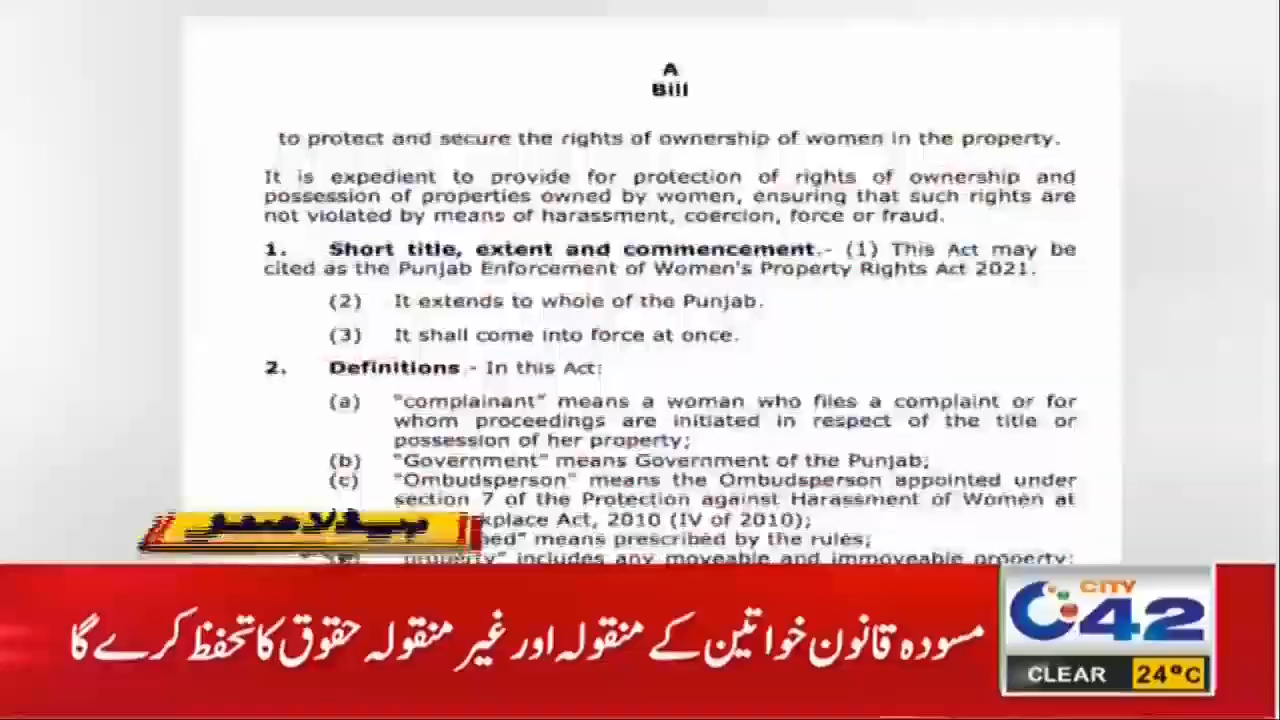 A
Bill
to protect and secure the rights of ownership of women in the property.
It is expedient to provide for protection of rights of ownership and
possession of properties owned by women, ensuring that such rights are
not violated by means of harassment, coercion, force or fraud.
1. Short title, extent and commencement.- (1) This Act may be
cited as the Punjab Enforcement of Women's Property Rights Act 2021.
(2) It extends to whole of the Punjab.
(3) It shall come into force at once.
2. Definitions.- In this Act:
(a) "complainant" means a woman who files a complaint or for
whom proceedings are initiated in respect of the title or
possession of her property;
(b) "Government" means Government of the Punjab;
(c) "Ombudsperson" means the Ombudsperson appointed under
section 7 of the Protection against Harassment of Women at
kplace Act, 2010 (IV of 2010);
ed" means prescribed by the rules;
property" includes any moveable and immoveable property;
مسودہ قانون خواتین کے منقولہ اور غیر منقولہ حقوق کا تحفظ کرے گا
CITY
42
CLEAR 24°C